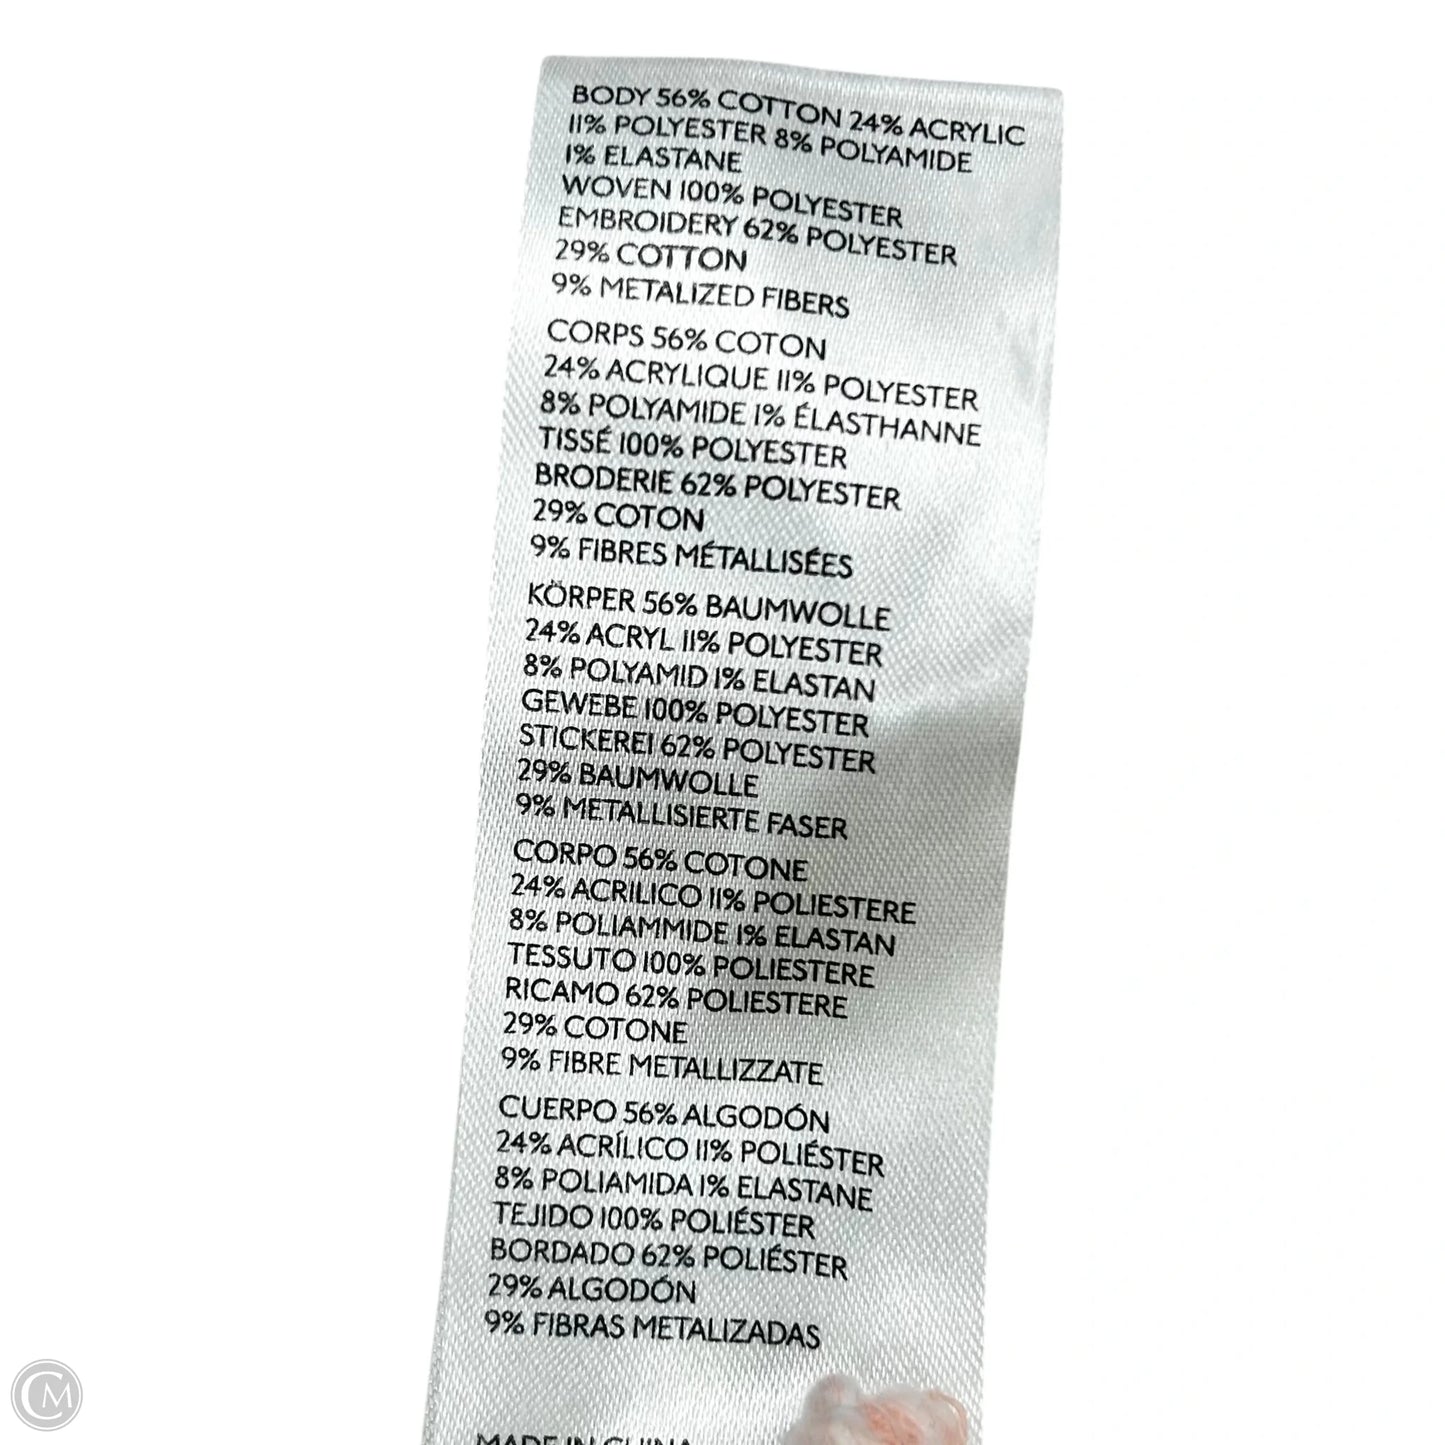 BODY 56% COTTON 24% ACRYLIC
11% POLYESTER 8% POLYAMIDE
1% ELASTANE
WOVEN 100% POLYESTER
EMBROIDERY 62% POLYESTER
29% COTTON
9% METALIZED FIBERS
CORPS 56% COTON
24% ACRYLIQUE 11% POLYESTER
8% POLYAMIDE 1% ÉLASTHANNE
TISSÉ 100% POLYESTER
BRODERIE 62% POLYESTER
29% COTON
9% FIBRES MÉTALLISÉES
KÖRPER 56% BAUMWOLLE
24% ACRYL 11% POLYESTER
8% POLYAMID 1% ELASTAN
GEWEBE 100% POLYESTER
STICKEREI 62% POLYESTER
29% BAUMWOLLE
9% METALLISIERTE FASER
CORPO 56% COTONE
24% ACRILICO 11% POLIESTERE
8% POLIAMMIDE 1% ELASTAN
TESSUTO 100% POLIESTERE
RICAMO 62% POLIESTERE
29% COTONE
9% FIBRE METALLIZZATE
CUERPO 56% ALGODÓN
24% ACRÍLICO 11% POLIÉSTER
8% POLIAMIDA 1% ELASTANE
TEJIDO 100% POLIÉSTER
BORDADO 62% POLIÉSTER
29% ALGODÓN
9% FIBRAS METALIZADAS
MADE IN CHINA
CM